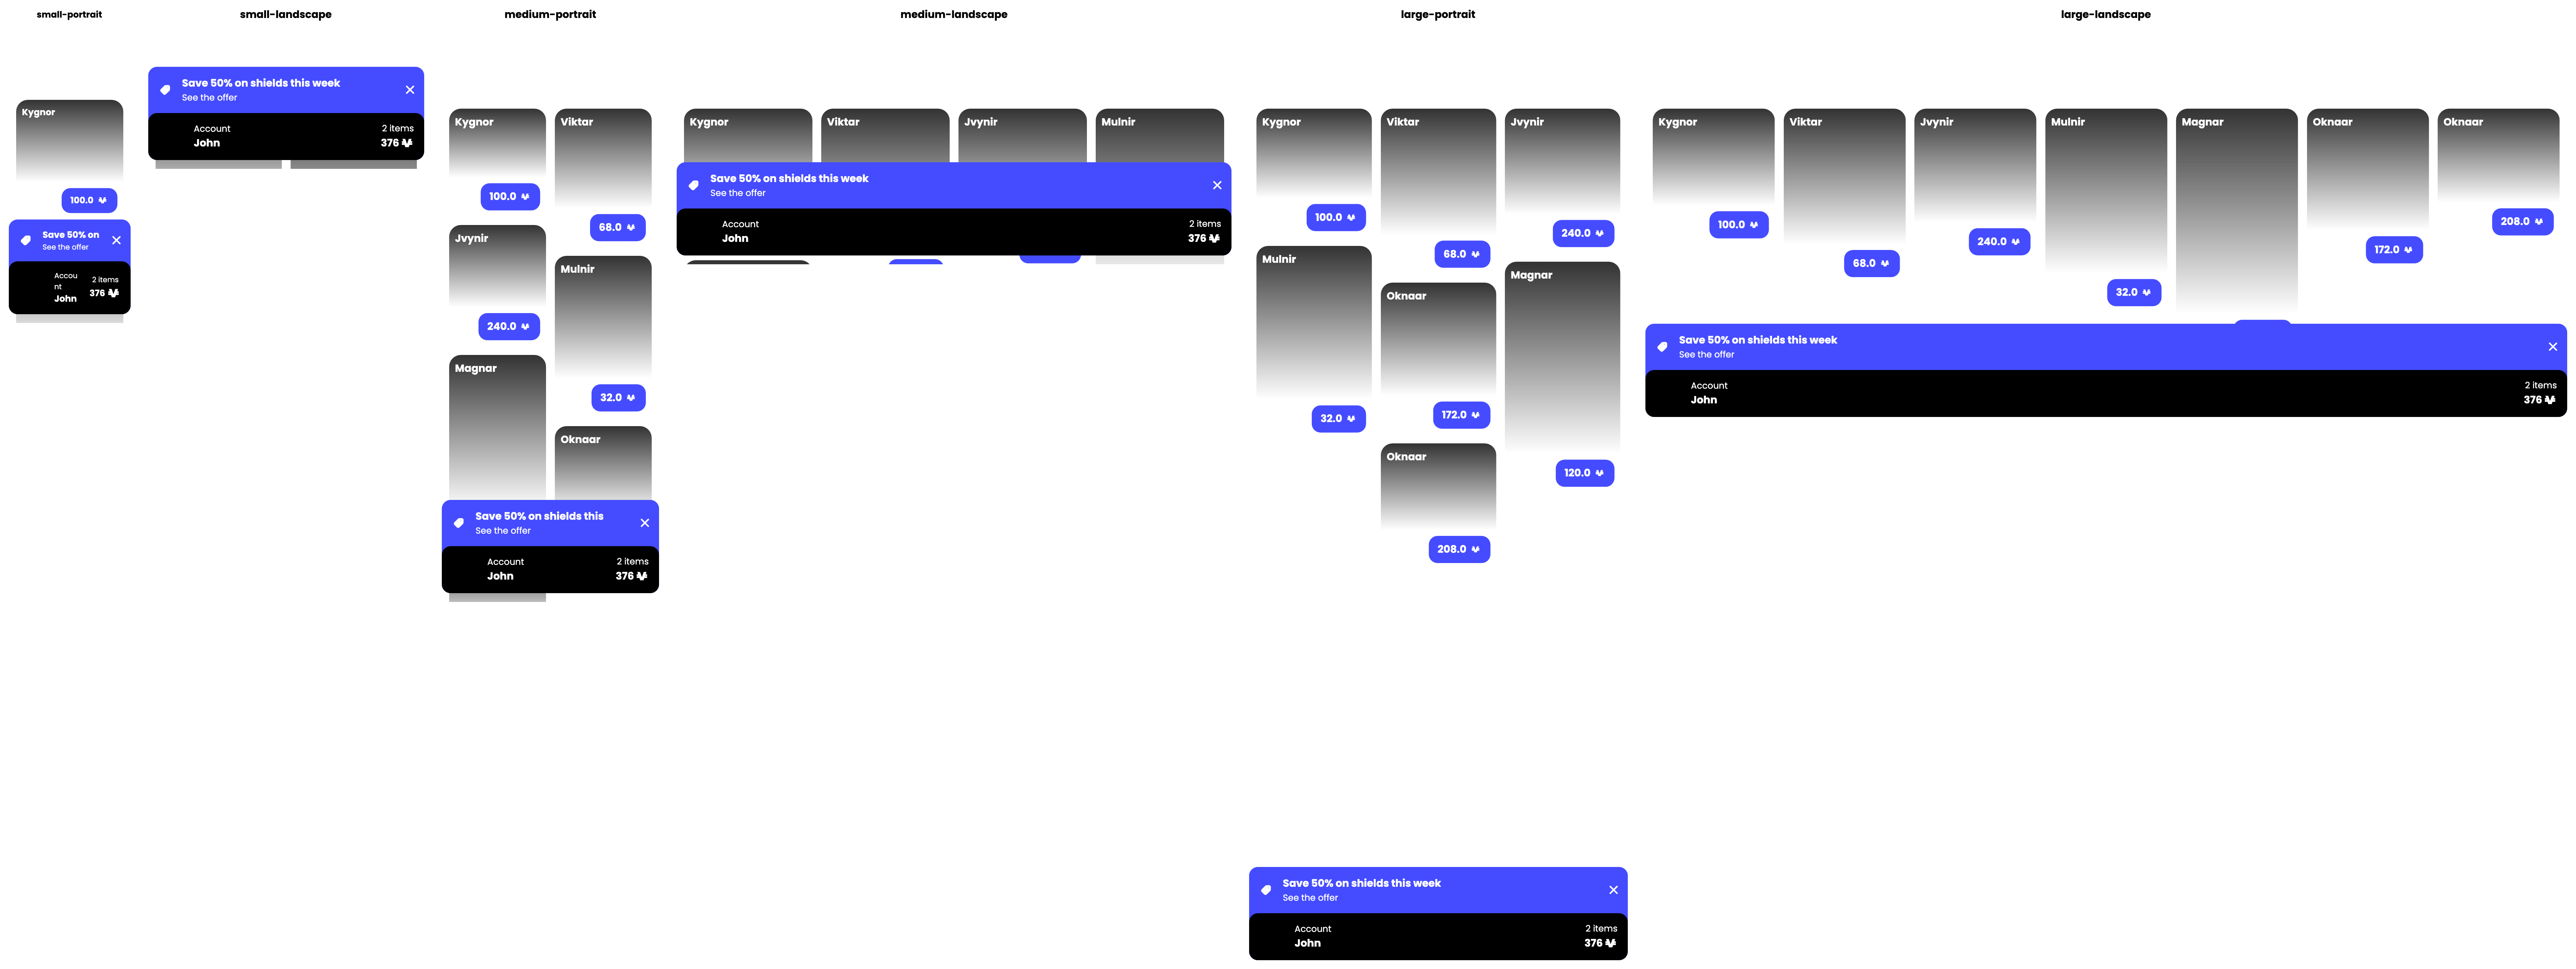 small-portrait
Kygnor
100.0
Save 50% on
See the offer
Accou
nt
John
2 items
376
small-landscape
Save 50% on shields this week
See the offer
Account
John
2 items
376
medium-portrait
Kygnor
100.0
Viktar
68.0
Jvynir
240.0
Mulnir
32.0
Magnar
Oknaar
Save 50% on shields this
See the offer
Account
John
2 items
376
medium-landscape
Kygnor
Viktar
Jvynir
Mulnir
Save 50% on shields this week
See the offer
Account
John
2 items
376
large-portrait
Kygnor
100.0
Viktar
68.0
Jvynir
240.0
Mulnir
32.0
Oknaar
172.0
Magnar
120.0
Oknaar
208.0
Save 50% on shields this week
See the offer
Account
John
2 items
376
large-landscape
Kygnor
100.0
Viktar
68.0
Jvynir
240.0
Mulnir
32.0
Magnar
Oknaar
172.0
Oknaar
208.0
Save 50% on shields this week
See the offer
Account
John
2 items
376